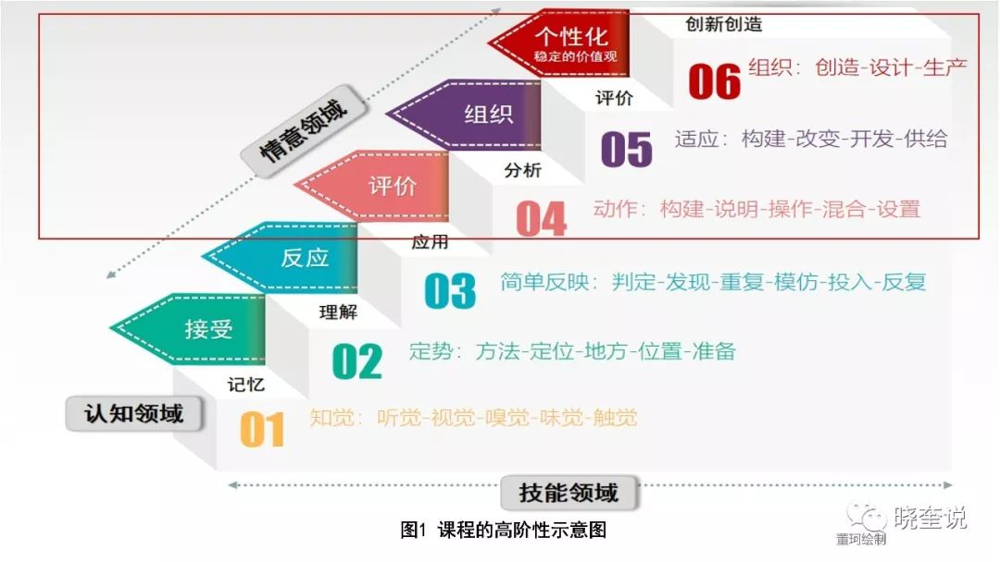 创新创造
个性化
稳定的价值观
06
组织：创造-设计-生产
情意领域
组织
评价
05
适应：构建-改变-开发-供给
评价
分析
04
动作：构建-说明-操作-混合-设置
反应
应用
03
简单反映：判定-发现-重复-模仿-投入-反复
接受
理解
02
定势：方法-定位-地方-位置-准备
认知领域
记忆
01
知觉：听觉-视觉-嗅觉-味觉-触觉
技能领域
图1 课程的高阶性示意图
晓奎说
董珂绘制